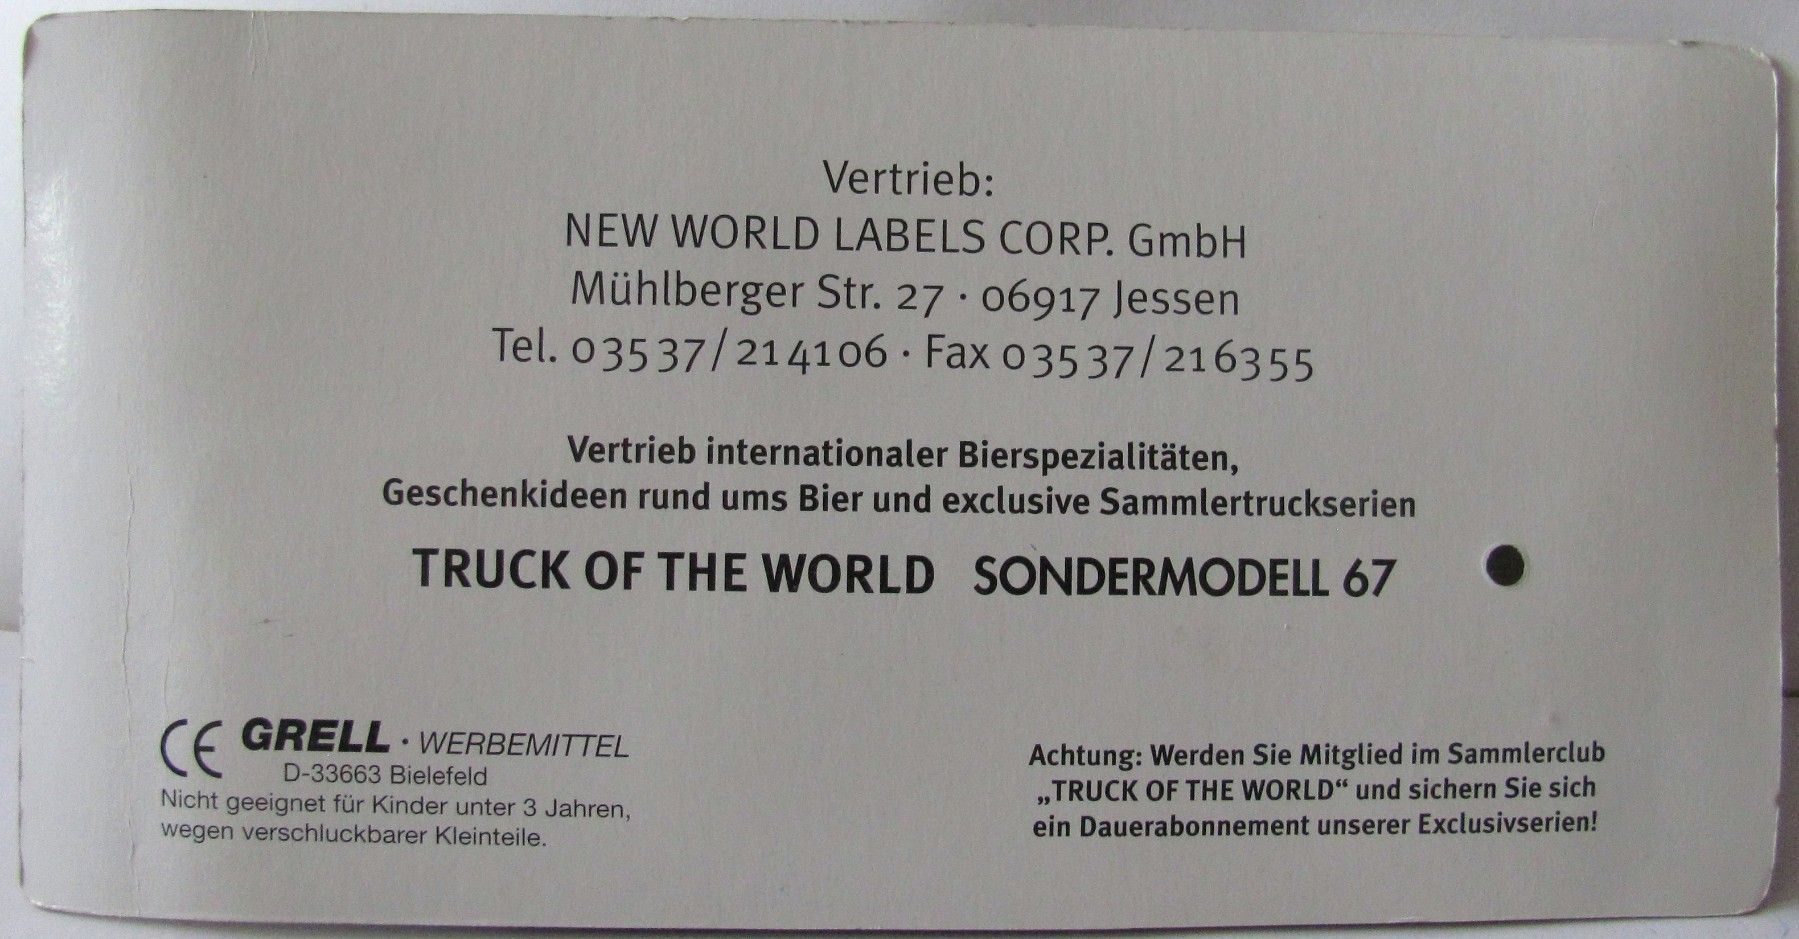 Vertrieb:
NEW WORLD LABELS CORP. GmbH
Mühlberger Str. 27 · 06917 Jessen
Tel. 03537/214106 · Fax 03537/216355
Vertrieb internationaler Bierspezialitäten,
Geschenkideen rund ums Bier und exclusive Sammlertruckserien
TRUCK OF THE WORLD SONDERMODELL 67
CE GRELL · WERBEMITTEL
D-33663 Bielefeld
Nicht geeignet für Kinder unter 3 Jahren,
wegen verschluckbarer Kleinteile.
Achtung: Werden Sie Mitglied im Sammlerclub
„TRUCK OF THE WORLD“ und sichern Sie sich
ein Dauerabonnement unserer Exclusivserien!